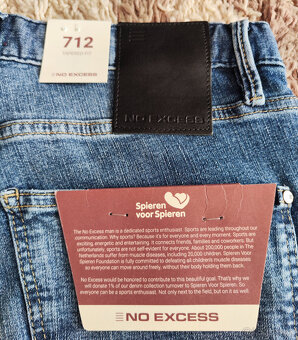 712
TAPERED FIT
NO EXCESS
NO EXCESS
Spieren
voor Spieren
The No Excess man is a dedicated sports enthusiast. Sports are leading throughout our
communication. Why sports? Because it's for everyone and every moment. Sports are
exciting, energetic and entertaining. It connects friends, families and coworkers. But
unfortunately, sports are not self-evident for everyone. About 200,000 people in The
Netherlands suffer from muscle diseases, including 20,000 children. Spieren voor
Spieren Foundation is fully committed to defeating all children's muscle diseases
so everyone can move around freely, without their body holding them back.
No Excess would be honored to contribute to this beautiful goal. That's why we
will donate 1% of our denim collection turnover to Spieren voor Spieren. So
everyone can be a sports enthusiast. Not only next to the field, but on it as well.
NO EXCESS